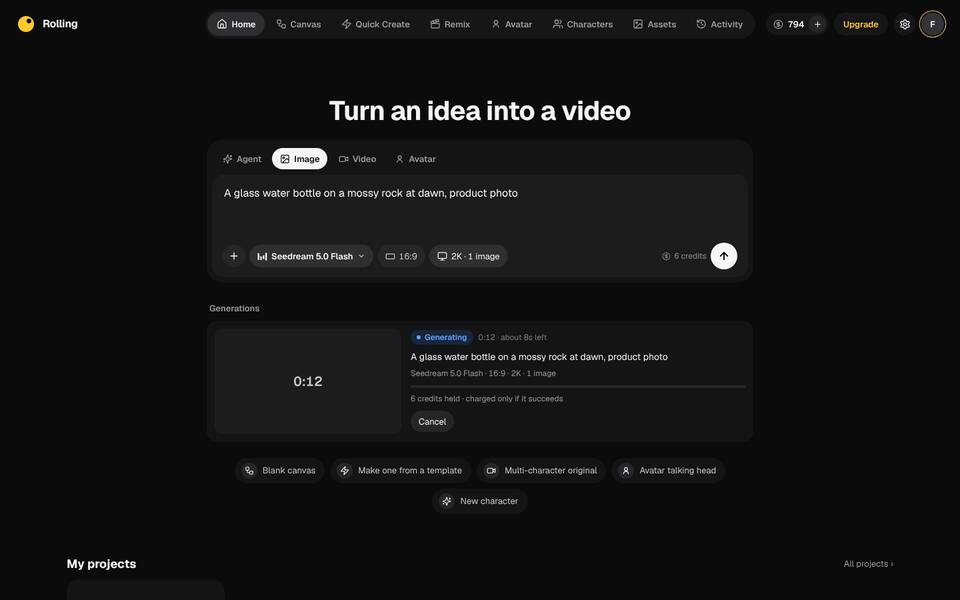 Rolling
Home
Canvas
Quick Create
Remix
Avatar
Characters
Assets
Activity
794
Upgrade
F
Turn an idea into a video
Agent
Image
Video
Avatar
A glass water bottle on a mossy rock at dawn, product photo
Seedream 5.0 Flash
16:9
2K · 1 image
6 credits
Generations
0:12
Generating
0:12 · about 8s left
A glass water bottle on a mossy rock at dawn, product photo
Seedream 5.0 Flash · 16:9 · 2K · 1 image
6 credits held · charged only if it succeeds
Cancel
Blank canvas
Make one from a template
Multi-character original
Avatar talking head
New character
My projects
All projects ›